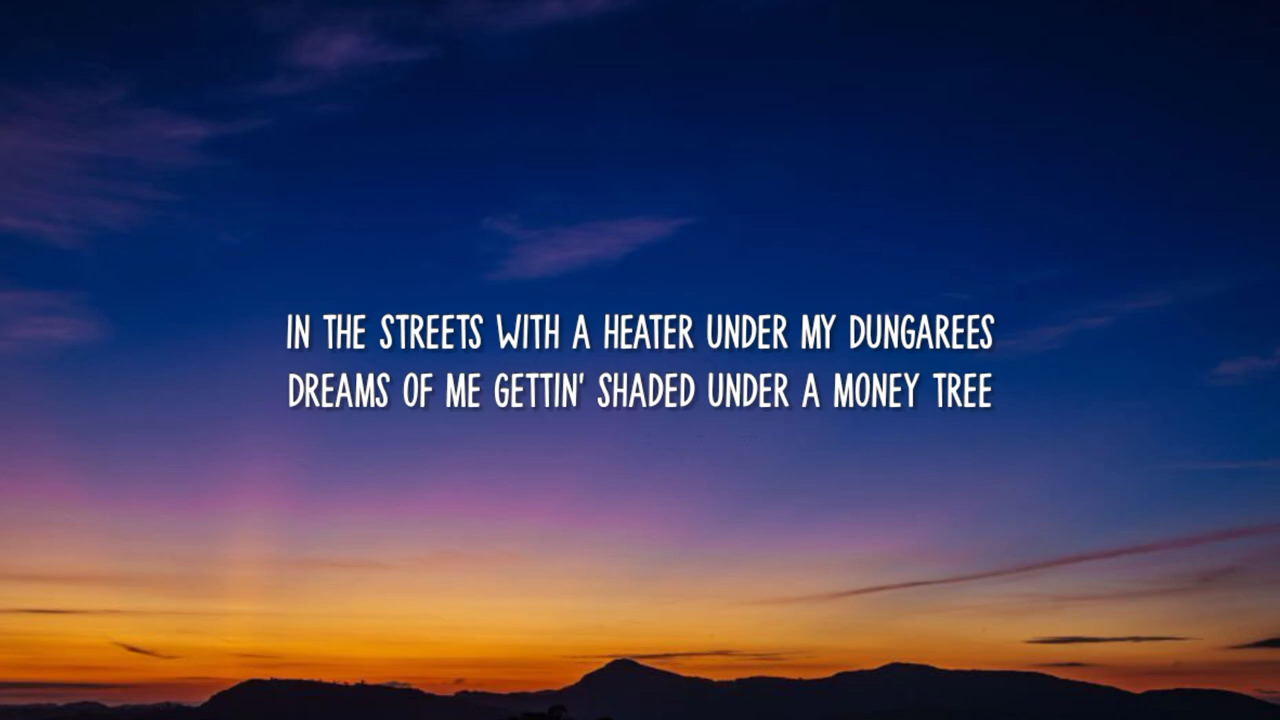 IN THE STREETS WITH A HEATER UNDER MY DUNGAREES
DREAMS OF ME GETTIN' SHADED UNDER A MONEY TREE